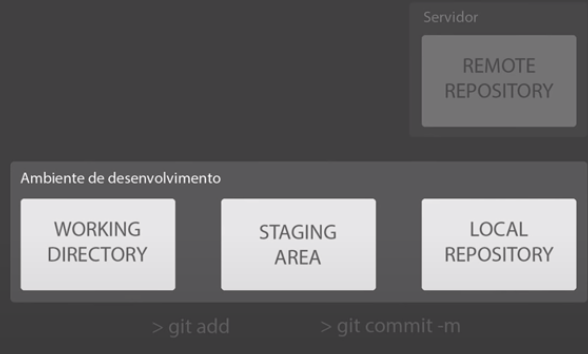 Servidor
REMOTE
REPOSITORY
Ambiente de desenvolvimento
WORKING
DIRECTORY
STAGING
AREA
LOCAL
REPOSITORY
> git add
> git commit -m